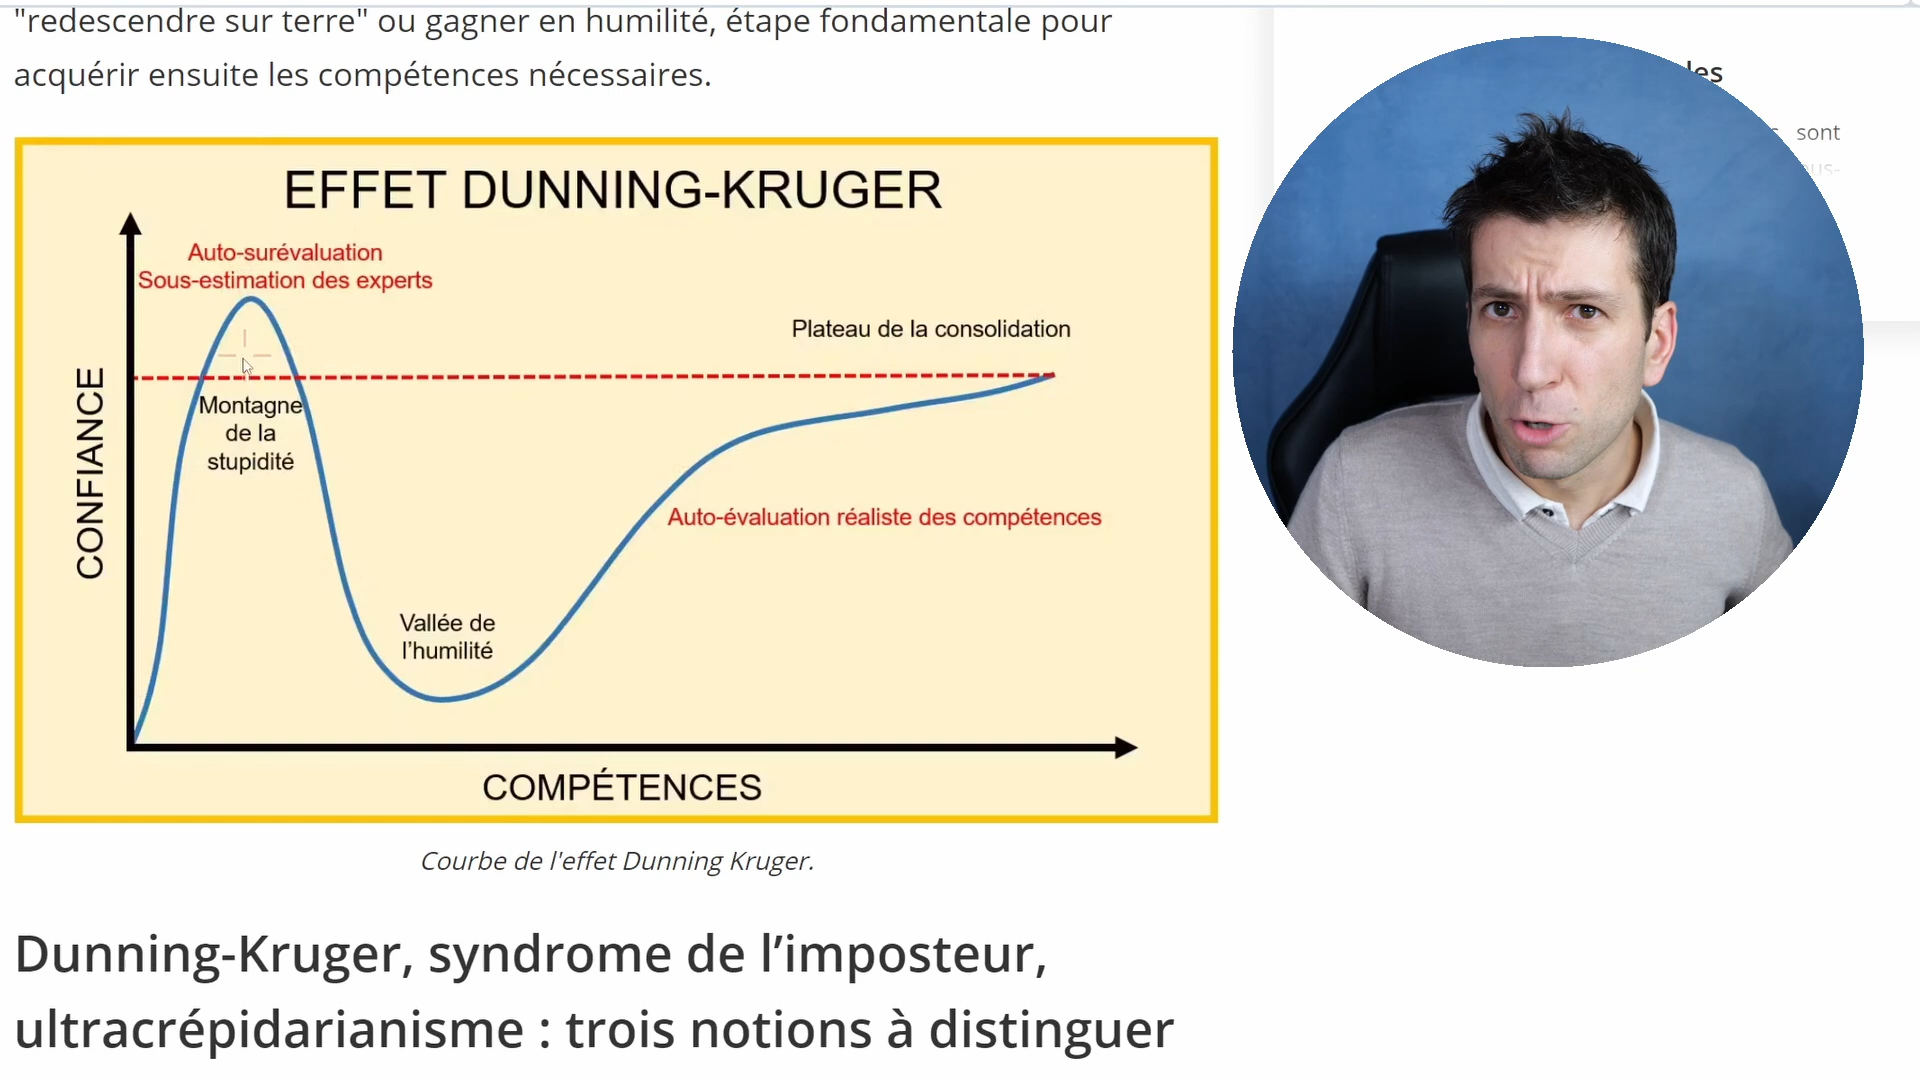 "redescendre sur terre" ou gagner en humilité, étape fondamentale pour
acquérir ensuite les compétences nécessaires.
EFFET DUNNING-KRUGER
Auto-surévaluation
Sous-estimation des experts
Plateau de la consolidation
Montagne
de la
stupidité
CONFIANCE
Auto-évaluation réaliste des compétences
Vallée de
l'humilité
COMPÉTENCES
Courbe de l'effet Dunning Kruger.
Dunning-Kruger, syndrome de l’imposteur,
ultracrépidarianisme : trois notions à distinguer
sont